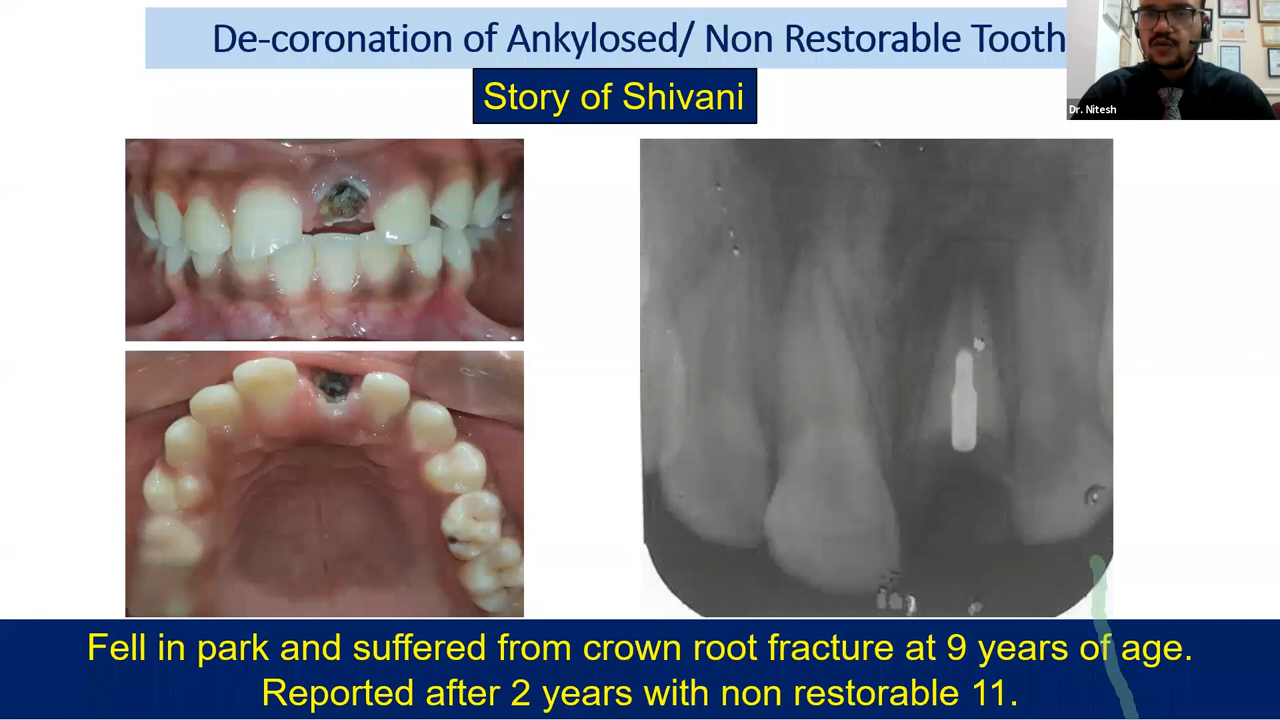 De-coronation of Ankylosed/ Non Restorable Tooth
Dr. Nitesh
Story of Shivani
Fell in park and suffered from crown root fracture at 9 years of age.
Reported after 2 years with non restorable 11.